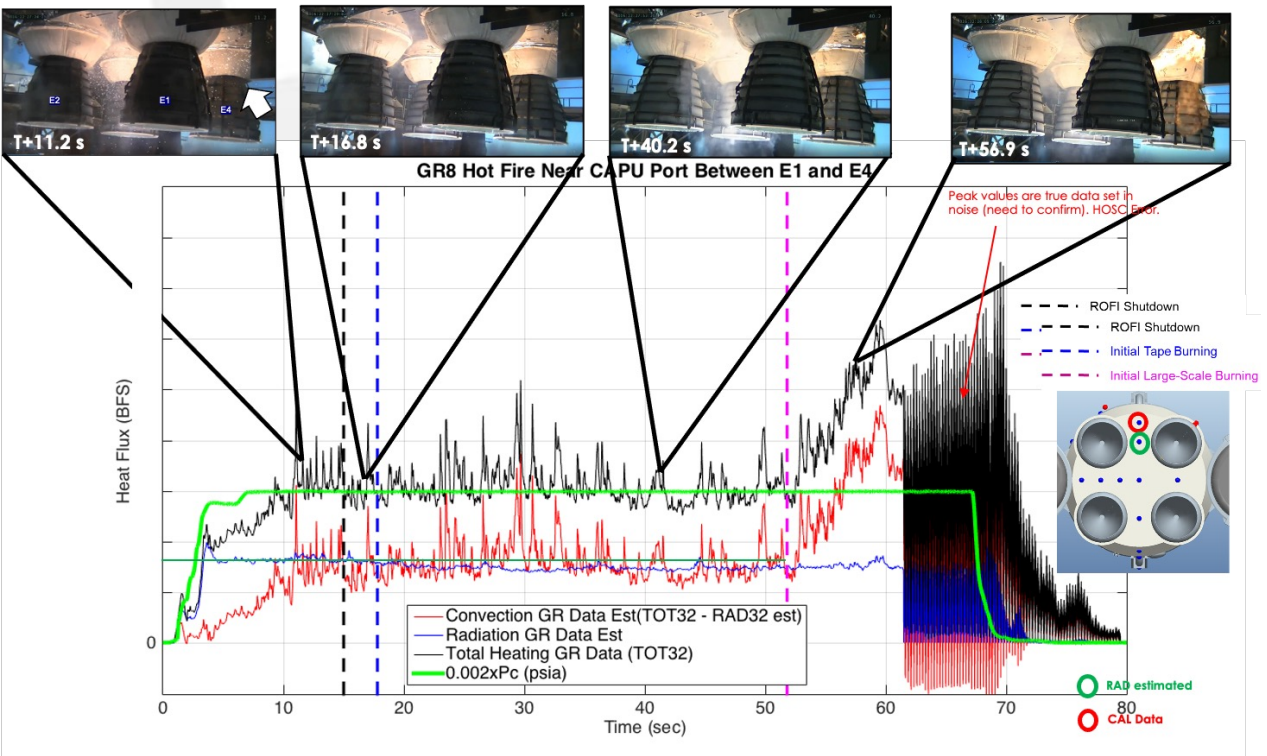 E2
E1
E4
T+11.2 s
T+16.8 s
T+40.2 s
T+56.9 s
GR8 Hot Fire Near CAPU Port Between E1 and E4
Peak values are true data set in
noise (need to confirm). HOSC Error.
ROFI Shutdown
ROFI Shutdown
Initial Tape Burning
Initial Large-Scale Burning
Heat Flux (BFS)
0
Convection GR Data Est(TOT32 - RAD32 est)
Radiation GR Data Est
Total Heating GR Data (TOT32)
0.002xPc (psia)
RAD estimated
CAL Data
0 10 20 30 40 50 60 70 80
Time (sec)